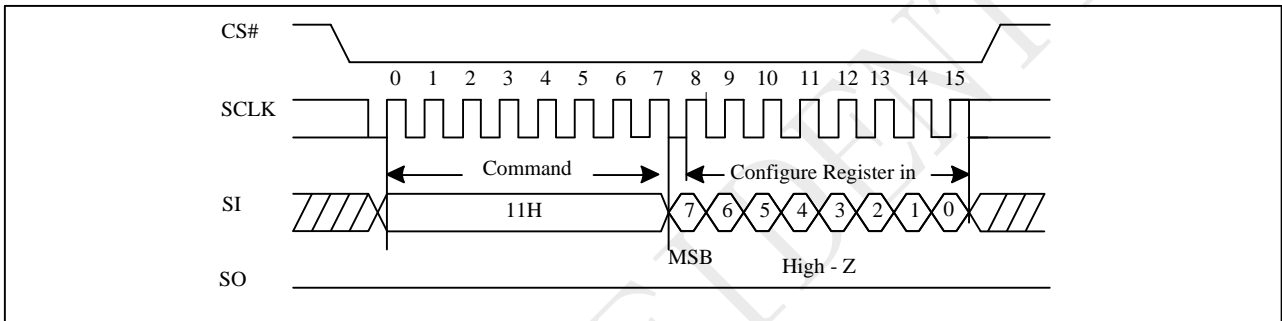 CS#
0 1 2 3 4 5 6 7 8 9 10 11 12 13 14 15
SCLK
Command
Configure Register in
SI
11H
7 6 5 4 3 2 1 0
MSB
High - Z
SO